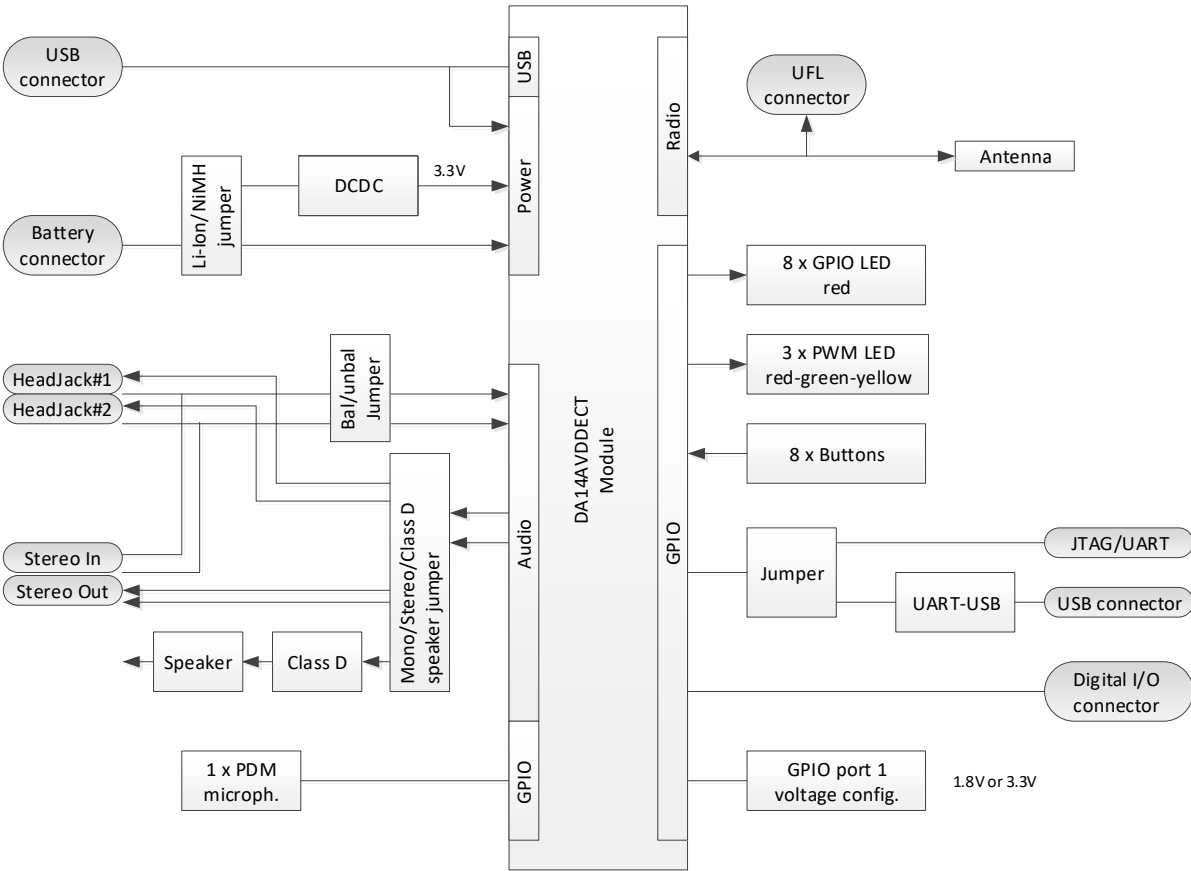 USB
connector
USB
UFL
connector
Radio
Antenna
Li-Ion/NiMH
jumper
DCDC
3.3V
Power
Battery
connector
8 x GPIO LED
red
HeadJack#1
HeadJack#2
Bal/unbal
Jumper
3 x PWM LED
red-green-yellow
8 x Buttons
DA14AVDDECT
Module
Audio
GPIO
Mono/Stereo/Class D
speaker jumper
Stereo In
Stereo Out
Jumper
JTAG/UART
UART-USB
USB connector
Speaker
Class D
Digital I/O
connector
1 x PDM
microph.
GPIO
GPIO port 1
voltage config.
1.8V or 3.3V